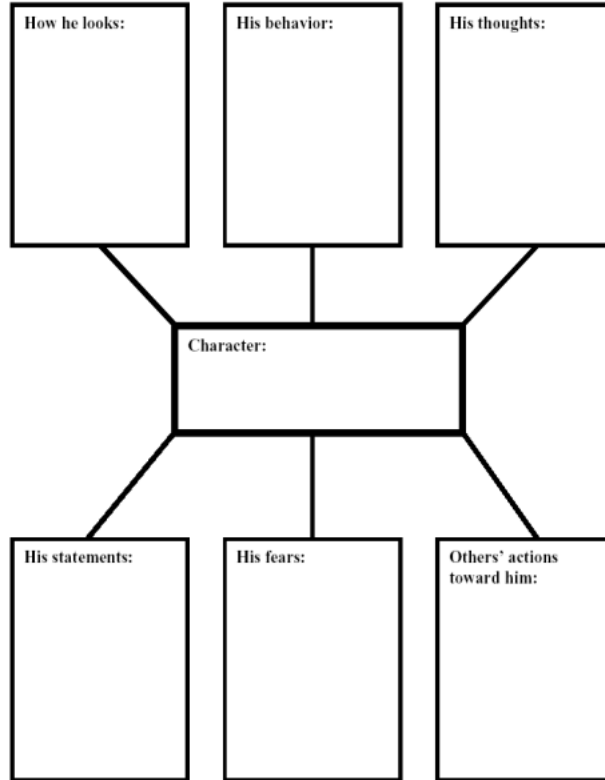 How he looks:
His behavior:
His thoughts:
Character:
His statements:
His fears:
Others' actions
toward him: